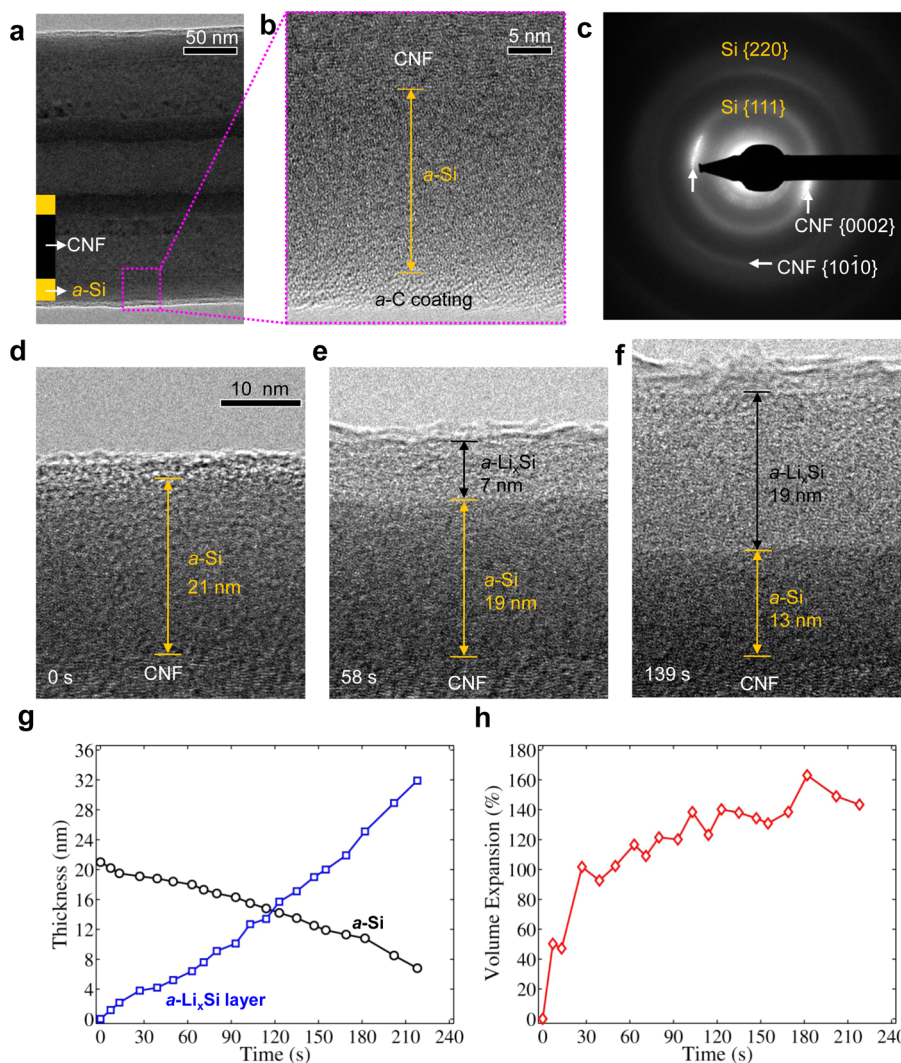 a
50 nm
CNF
a-Si
b
5 nm
CNF
a-Si
a-C coating
c
Si {220}
Si {111}
CNF {0002}
CNF {101̄0}
d
10 nm
a-Si
21 nm
0 s
CNF
e
a-LixSi
7 nm
a-Si
19 nm
58 s
CNF
f
a-LixSi
19 nm
a-Si
13 nm
139 s
CNF
g
36
32
28
24
20
16
12
8
4
0
Thickness (nm)
a-Si
a-LixSi layer
0 30 60 90 120 150 180 210 240
Time (s)
h
180
160
140
120
100
80
60
40
20
0
Volume Expansion (%)
0 30 60 90 120 150 180 210 240
Time (s)